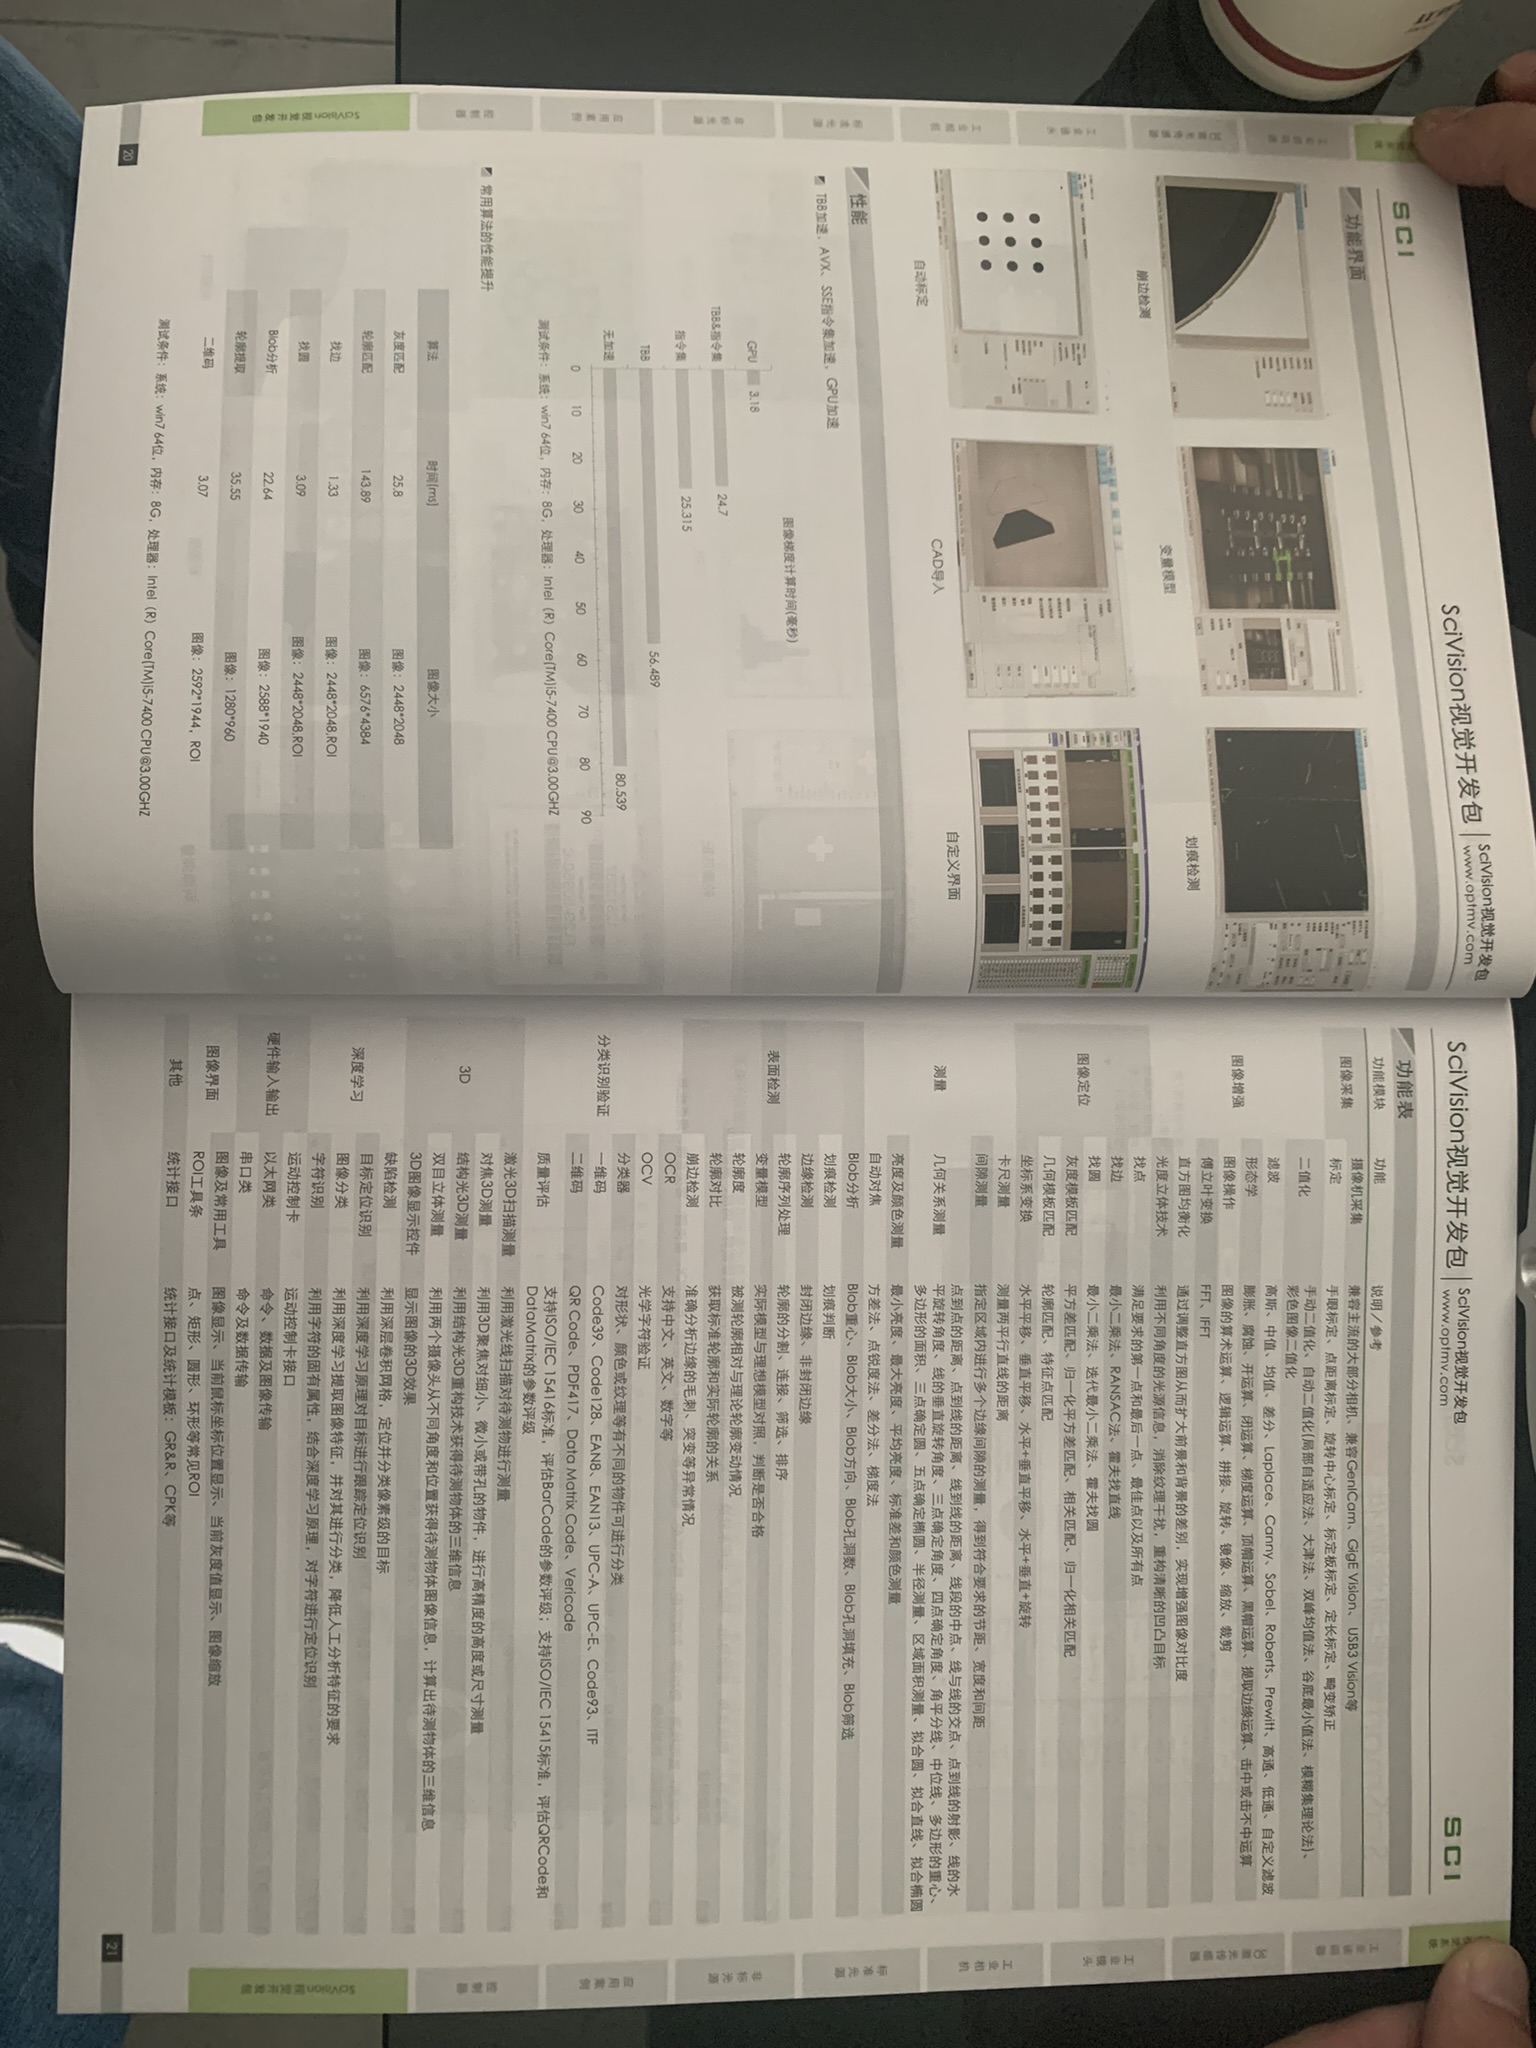 SCI
SciVision视觉开发包
SciVision视觉开发包
www.optmv.com
功能界面
崩边检测
变量模型
划痕检测
自动标定
CAD导入
自定义界面
性能
TBB加速，AVX、SSE指令集加速，GPU加速
图像梯度计算时间(毫秒)
GPU 3.18
TBB&指令集 24.7
指令集 25.315
TBB 56.489
无加速 80.539
0 10 20 30 40 50 60 70 80 90
测试条件：系统：win7 64位，内存：8G，处理器：Intel（R）Core(TM)i5-7400 CPU@3.00GHZ
常用算法的性能提升
算法 时间(ms) 图像大小
灰度匹配 25.8 图像：2448*2048
轮廓匹配 143.89 图像：6576*4384
找边 1.33 图像：2448*2048,ROI
找圆 3.09 图像：2448*2048,ROI
Blob分析 22.64 图像：2588*1940
轮廓提取 35.55 图像：1280*960
二维码 3.07 图像：2592*1944，ROI
测试条件：系统：win7 64位，内存：8G，处理器：Intel（R）Core(TM)i5-7400 CPU@3.00GHZ
20
工业镜头
工业相机
标准光源
非标光源
应用案例
控制器
SciVision视觉开发包
SciVision视觉开发包
SciVision视觉开发包
www.optmv.com
SCI
功能表
功能模块 功能 说明／参考
图像采集
摄像机采集 兼容主流的大部分相机、兼容GenICam、GigE Vision、 USB3 Vision等
标定 手眼标定、点距离标定、旋转中心标定、标定板标定、定长标定、畸变矫正
图像增强
二值化 手动二值化、自动二值化(局部自适应法、大津法、双峰均值法、谷底最小值法、模糊集理论法)、
彩色图像二值化
滤波 高斯、中值、均值、差分、Laplace、Canny、Sobel、Roberts、Prewitt、高通、低通、自定义滤波
形态学 膨胀、腐蚀、开运算、闭运算、梯度运算、顶帽运算、黑帽运算、提取边缘运算、击中或击不中运算
图像操作 图像的算术运算、逻辑运算、拼接、旋转、镜像、缩放、裁剪
傅立叶变换 FFT、IFFT
直方图均衡化 通过调整直方图从而扩大前景和背景的差别，实现增强图像对比度
光度立体技术 利用不同角度的光源信息，消除纹理干扰，重构清晰的凹凸目标
图像定位
找点 满足要求的第一点和最后一点、最佳点以及所有点
找边 最小二乘法、RANSAC法、霍夫找直线
找圆 最小二乘法、迭代最小二乘法、霍夫找圆
灰度模板匹配 平方差匹配、归一化平方差匹配、相关匹配、归一化相关匹配
几何模板匹配 轮廓匹配、特征点匹配
坐标系变换 水平平移、垂直平移、水平+垂直平移、水平+垂直+旋转
测量
卡尺测量 测量两平行直线的距离
间隙测量 指定区域内进行多个边缘间隙的测量，得到符合要求的节距、宽度和间距
几何关系测量 点到点的距离、点到线的距离、线到线的距离、线段的中点、线与线的交点、点到线的射影、线的水
平旋转角度、线的垂直旋转角度、三点确定角度、四点确定角度、角平分线、中位线、多边形的重心、
多边形的面积、三点确定圆、五点确定椭圆、半径测量、区域面积测量、拟合圆、拟合直线、拟合椭圆
亮度及颜色测量 最小亮度、最大亮度、平均亮度、标准差和颜色测量
自动对焦 方差法、点锐度法、差分法、梯度法
表面检测
Blob分析 Blob重心、Blob大小、Blob方向、Blob孔洞数、Blob孔洞填充、Blob筛选
划痕检测 划痕判断
边缘检测 封闭边缘、非封闭边缘
轮廓序列处理 轮廓的分割、连接、筛选、排序
变量模型 实际模型与理想模型对照，判断是否合格
轮廓度 被测轮廓相对与理论轮廓变动情况
轮廓对比 获取标准轮廓和实际轮廓的关系
崩边检测 准确分析边缘的毛刺、突变等异常情况
分类识别验证
OCR 支持中文、英文、数字等
OCV 光学字符验证
分类器 对形状、颜色或纹理等有不同的物件可进行分类
一维码 Code39、Code128、EAN8、EAN13、UPC-A、UPC-E、Code93、ITF
二维码 QR Code、PDF417、Data Matrix Code、Vericode
质量评估 支持ISO/IEC 15416标准，评估BarCode的参数评级；支持ISO/IEC 15415标准，评估QRCode和
DataMatrix的参数评级
3D
激光3D扫描测量 利用激光线扫描对待测物进行测量
对焦3D测量 利用3D聚焦对细小、微小或带孔的物件，进行高精度的高度或尺寸测量
结构光3D测量 利用结构光3D重构技术获得待测物体的三维信息
双目立体测量 利用两个摄像头从不同角度和位置获得待测物体图像信息，计算出待测物体的三维信息
3D图像显示控件 显示图像的3D效果
深度学习
缺陷检测 利用深层卷积网格，定位并分类像素级的目标
目标定位识别 利用深度学习原理对目标进行跟踪定位识别
图像分类 利用深度学习提取图像特征，并对其进行分类，降低人工分析特征的要求
字符识别 利用字符的固有属性，结合深度学习原理，对字符进行定位识别
硬件输入输出
运动控制卡 运动控制卡接口
以太网类 命令、数据及图像传输
串口类 命令及数据传输
图像界面
图像及常用工具 图像显示、当前鼠标坐标位置显示、当前灰度值显示、图像缩放
ROI工具条 点、矩形、圆形、环形等常见ROI
其他
统计接口 统计接口及统计模板：GR&R、CPK等
21
工业读码器
3D激光传感器
工业镜头
工业相机
标准光源
非标光源
应用案例
控制器
SciVision视觉开发包